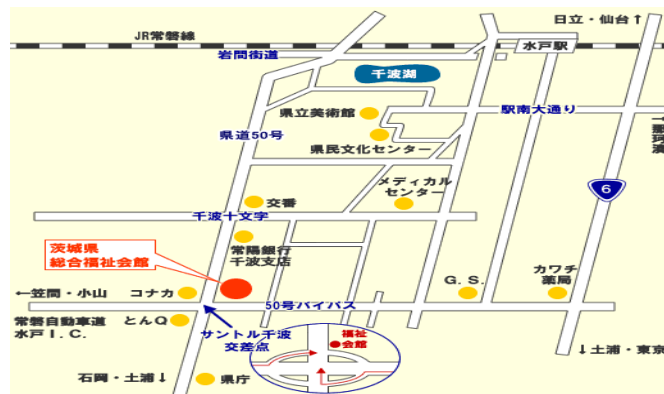 日立・仙台↑
JR常磐線
水戸駅
岩間街道
千波湖
県立美術館
駅南大通り
県道50号
県民文化センター
メディカル
センター
6
交番
千波十文字
茨城県
総合福祉会館
常陽銀行
千波支店
カワチ
薬局
G.S.
←笠間・小山
コナカ
50号バイパス
常磐自動車道
水戸I.C.
とんQ
サントル千波
交差点
福祉
会館
↓土浦・東京
石岡・土浦↓
県庁